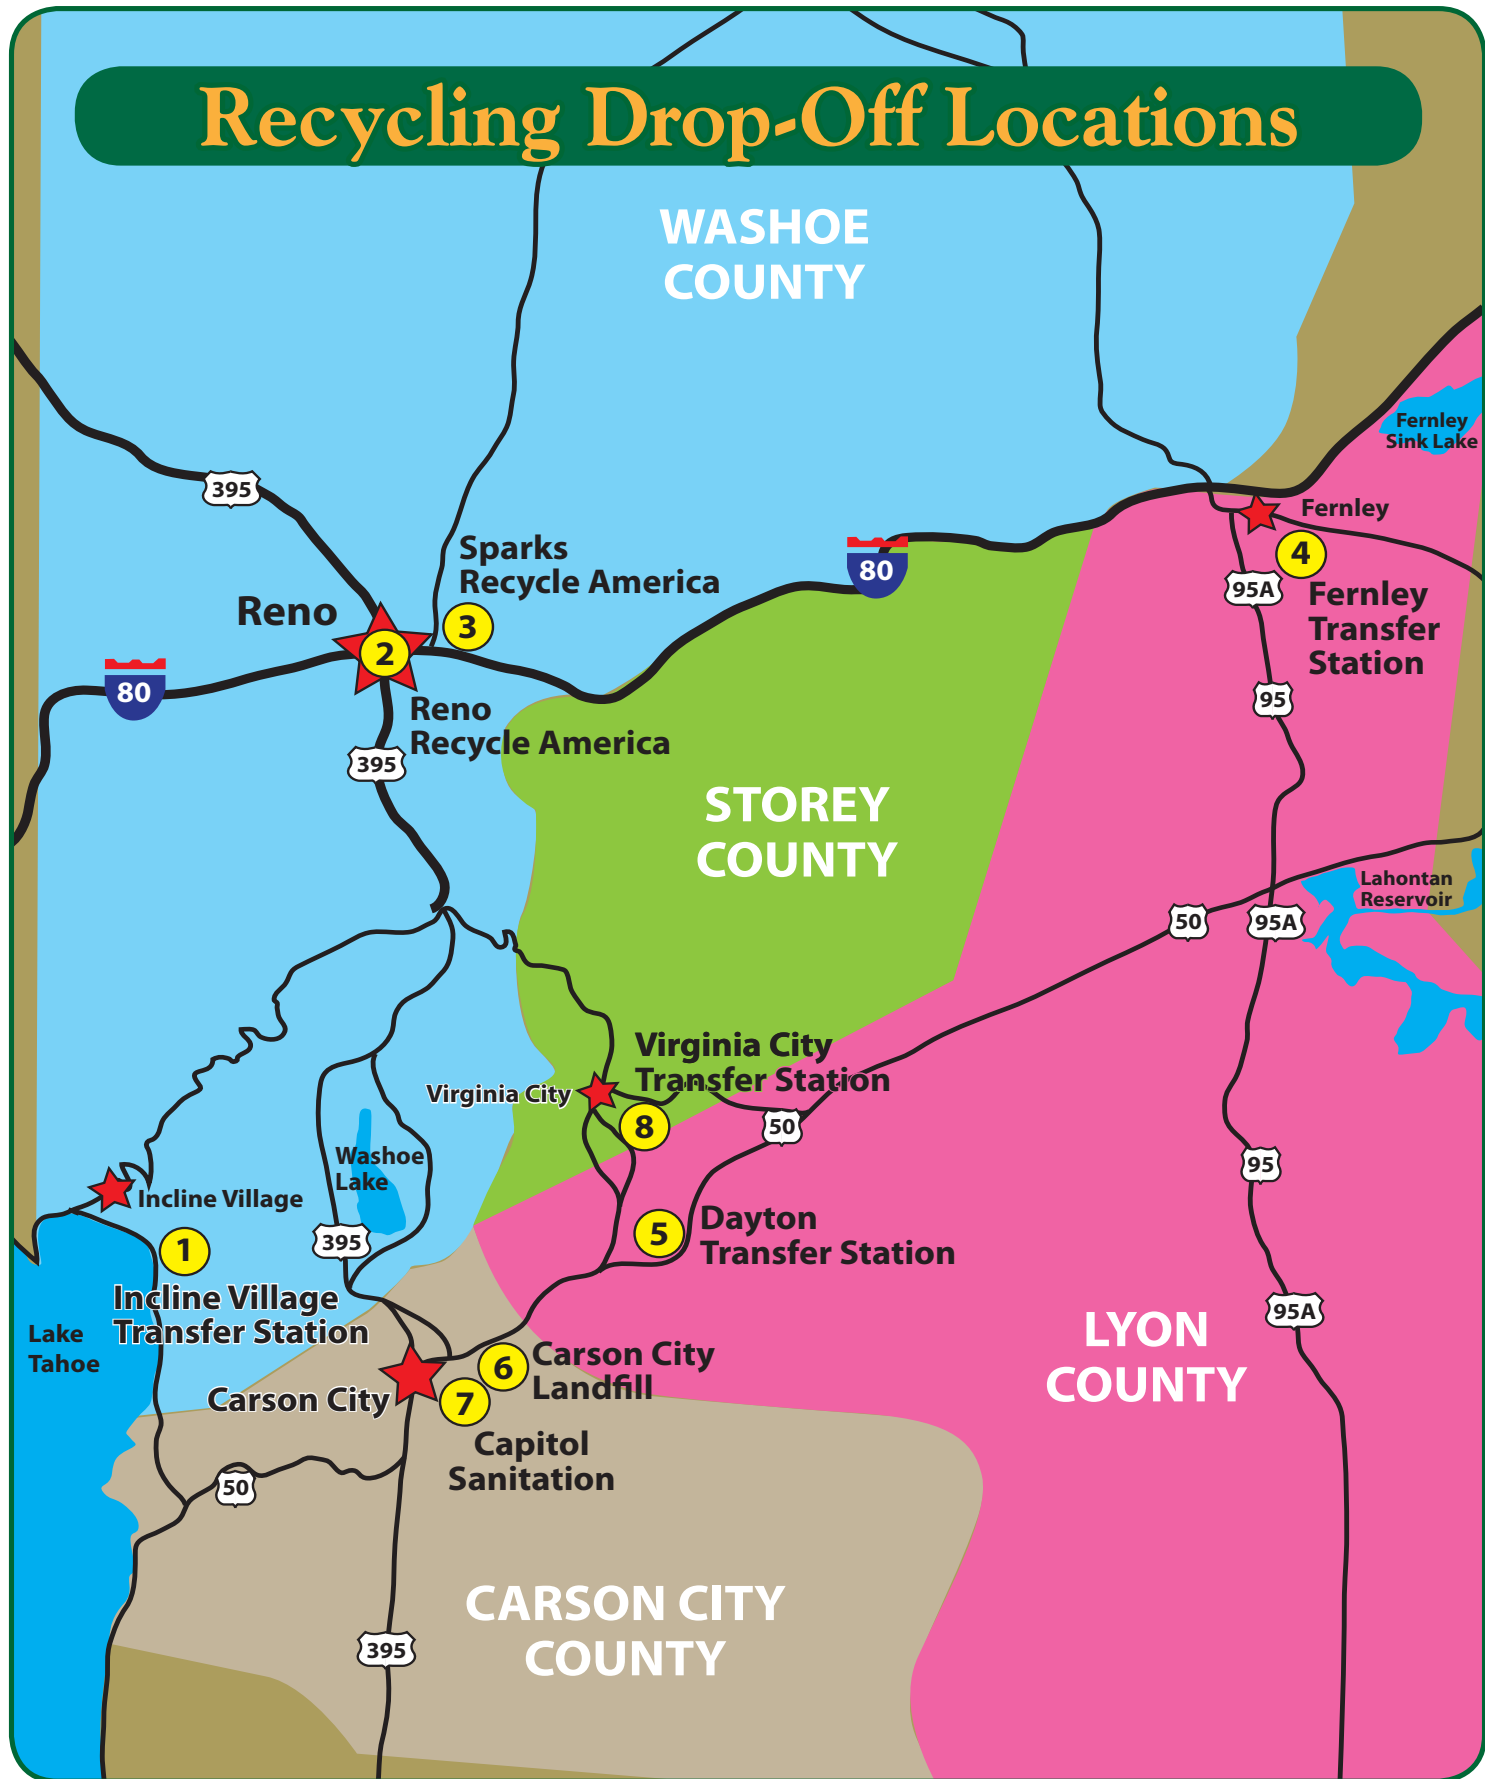 Recycling Drop-Off Locations
WASHOE
COUNTY
Fernley
Sink Lake
395
Fernley
Sparks
Recycle America
80
4
95A
Fernley
Transfer
Station
Reno
3
2
80
95
Reno
Recycle America
395
STOREY
COUNTY
Lahontan
Reservoir
50
95A
Virginia City
Transfer Station
Virginia City
8
50
Washoe
Lake
95
Incline Village
395
1
5
Dayton
Transfer Station
Incline Village
Transfer Station
Lake
Tahoe
95A
LYON
COUNTY
6
Carson City
Landfill
Carson City
7
Capitol
Sanitation
50
CARSON CITY
COUNTY
395